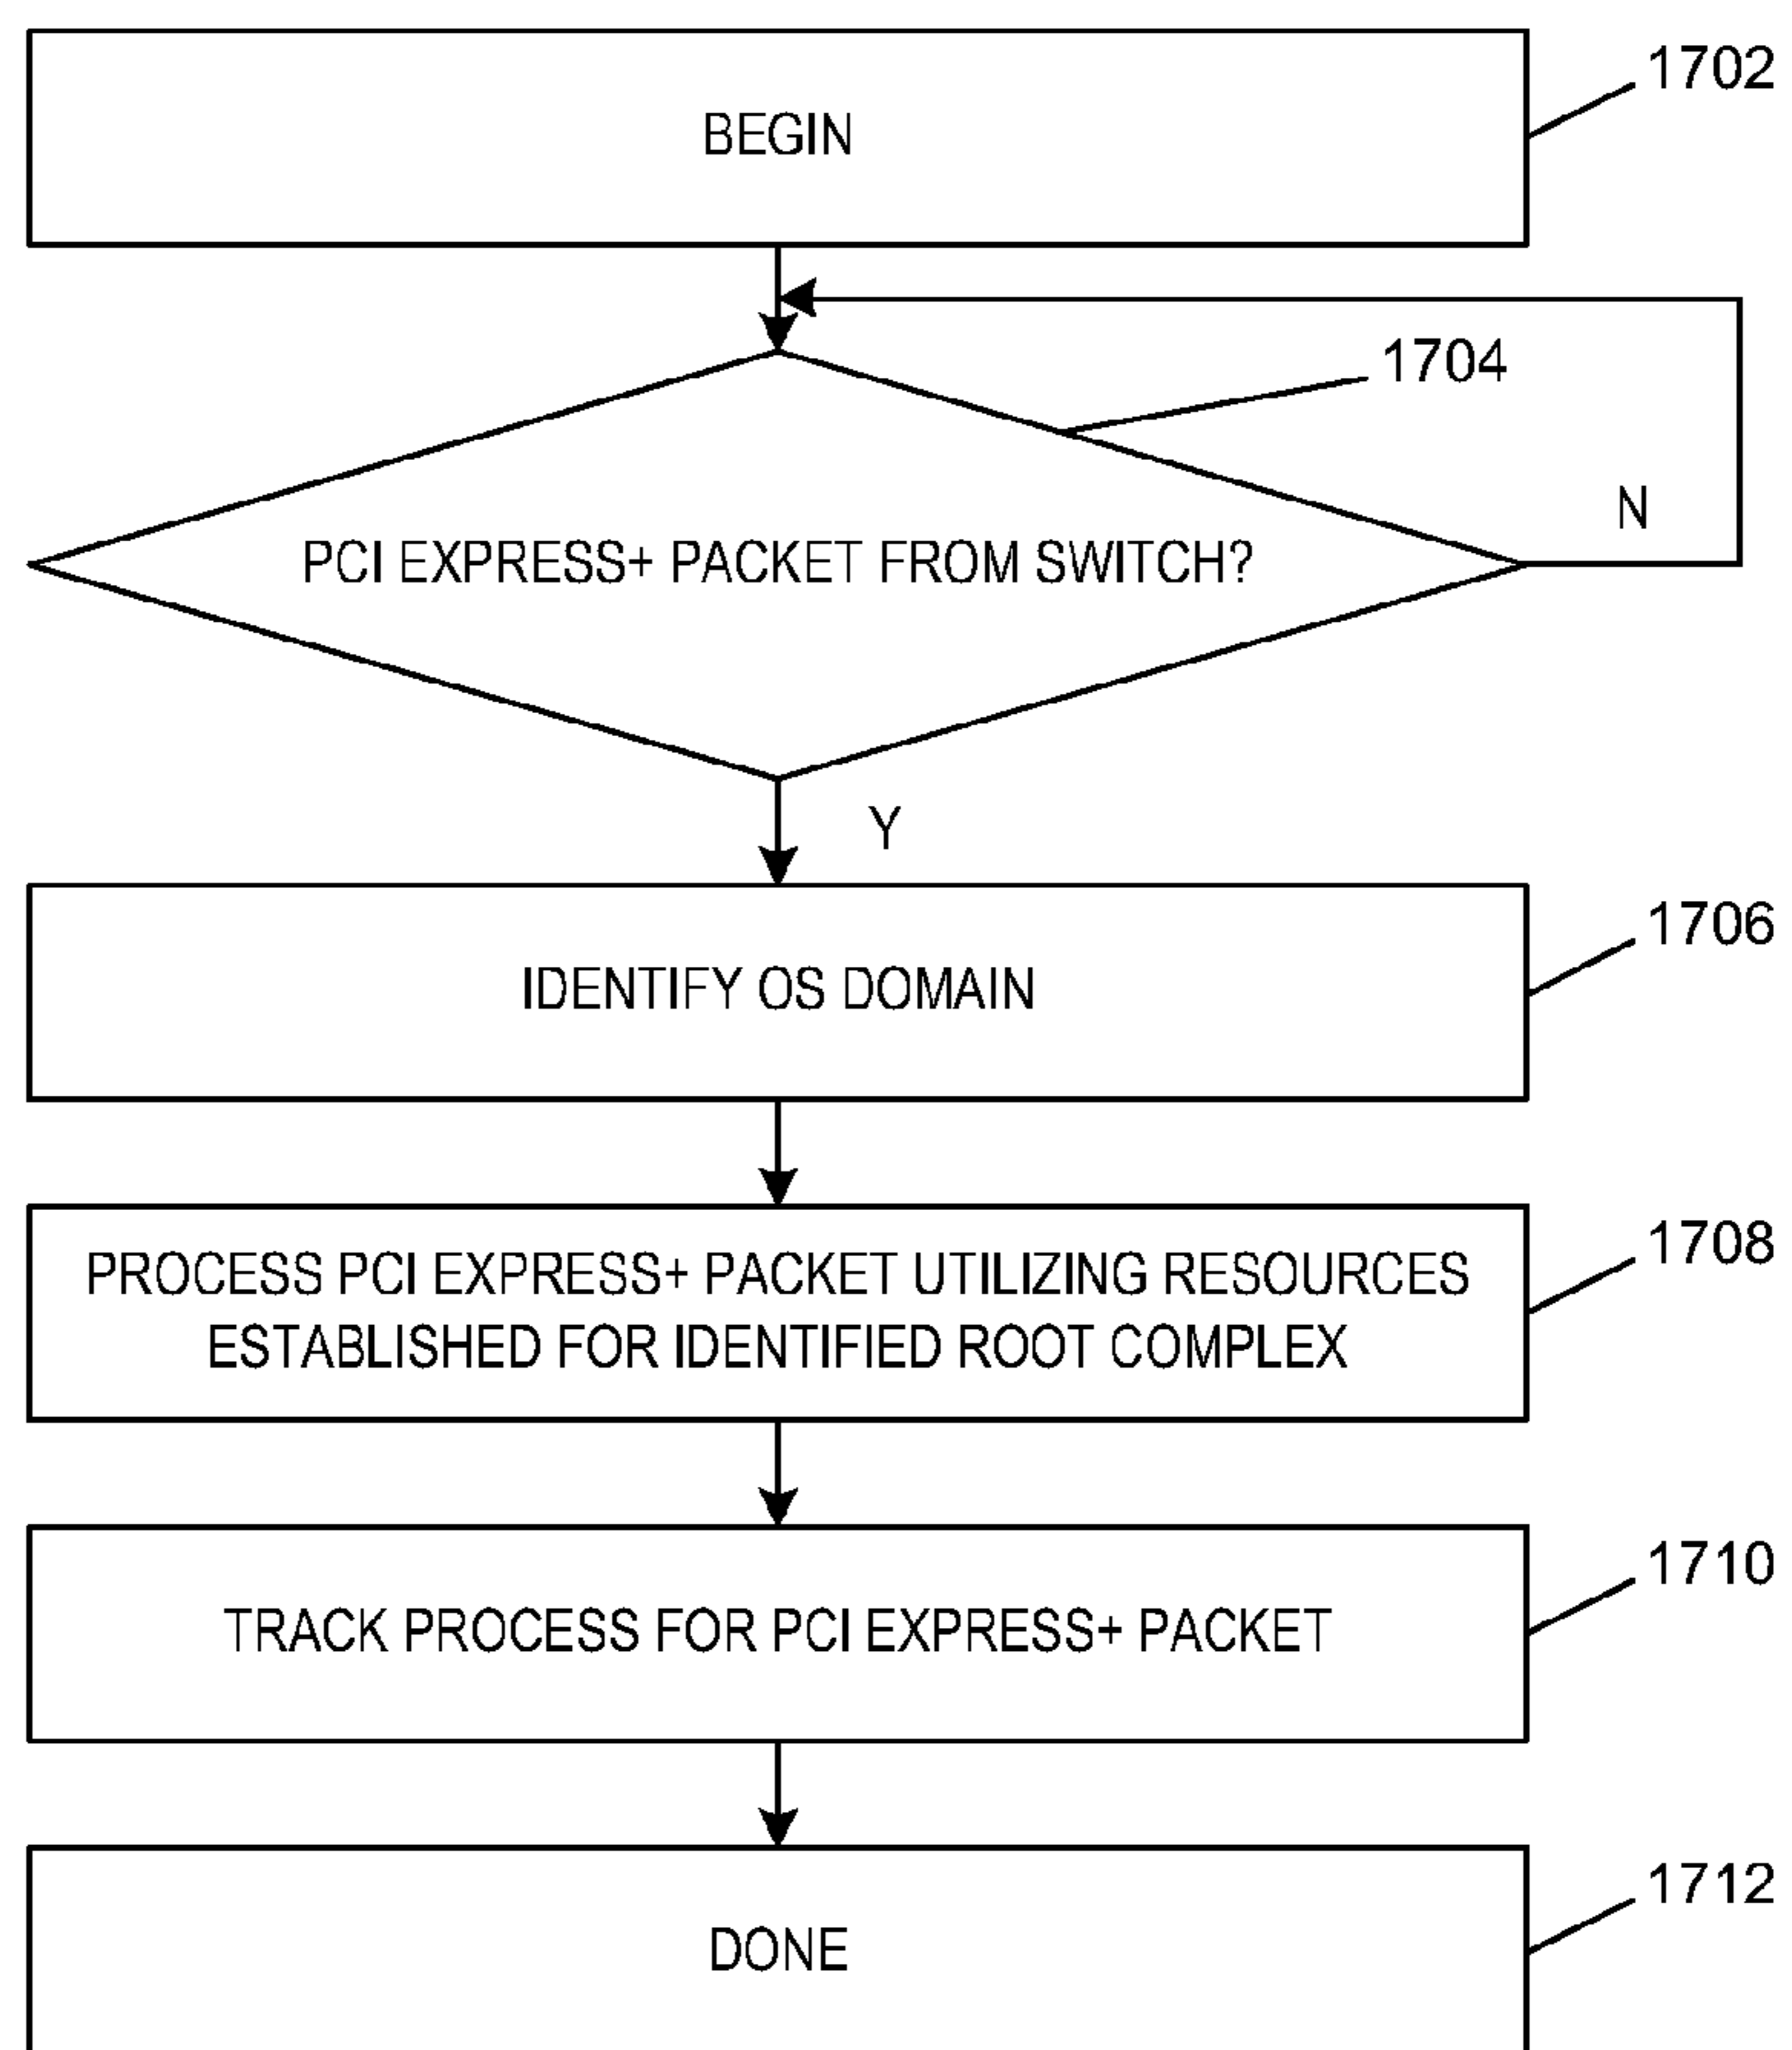 BEGIN
1702
1704
PCI EXPRESS+ PACKET FROM SWITCH?
N
Y
IDENTIFY OS DOMAIN
1706
PROCESS PCI EXPRESS+ PACKET UTILIZING RESOURCES
ESTABLISHED FOR IDENTIFIED ROOT COMPLEX
1708
TRACK PROCESS FOR PCI EXPRESS+ PACKET
1710
DONE
1712